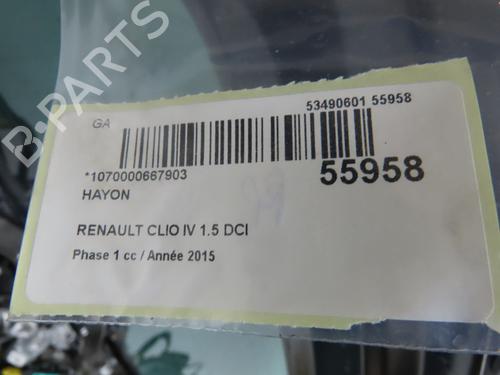 B-PARTS
GA
53490601 55958
*1070000667903
55958
HAYON
RENAULT CLIO IV 1.5 DCI
Phase 1 cc / Année 2015